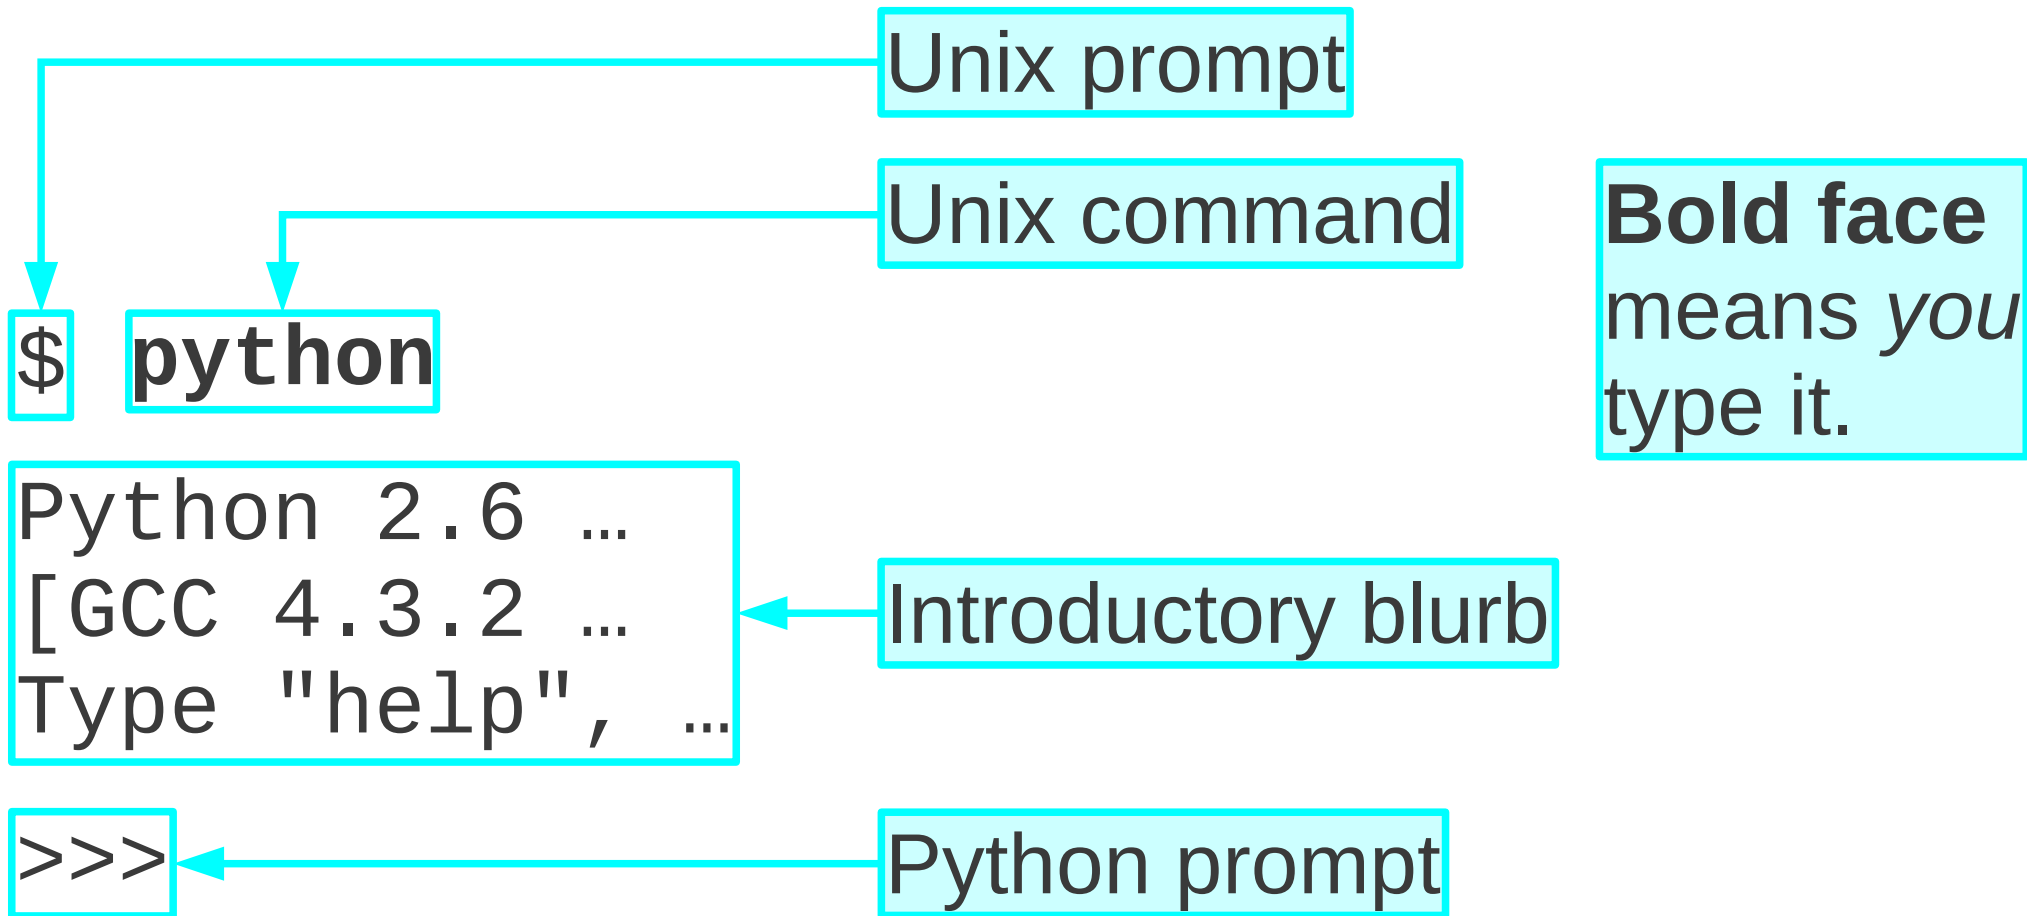 Unix prompt
Unix command
Bold face
means you
type it.
$ python
Python 2.6 …
[GCC 4.3.2 …
Type "help", …
Introductory blurb
>>>
Python prompt